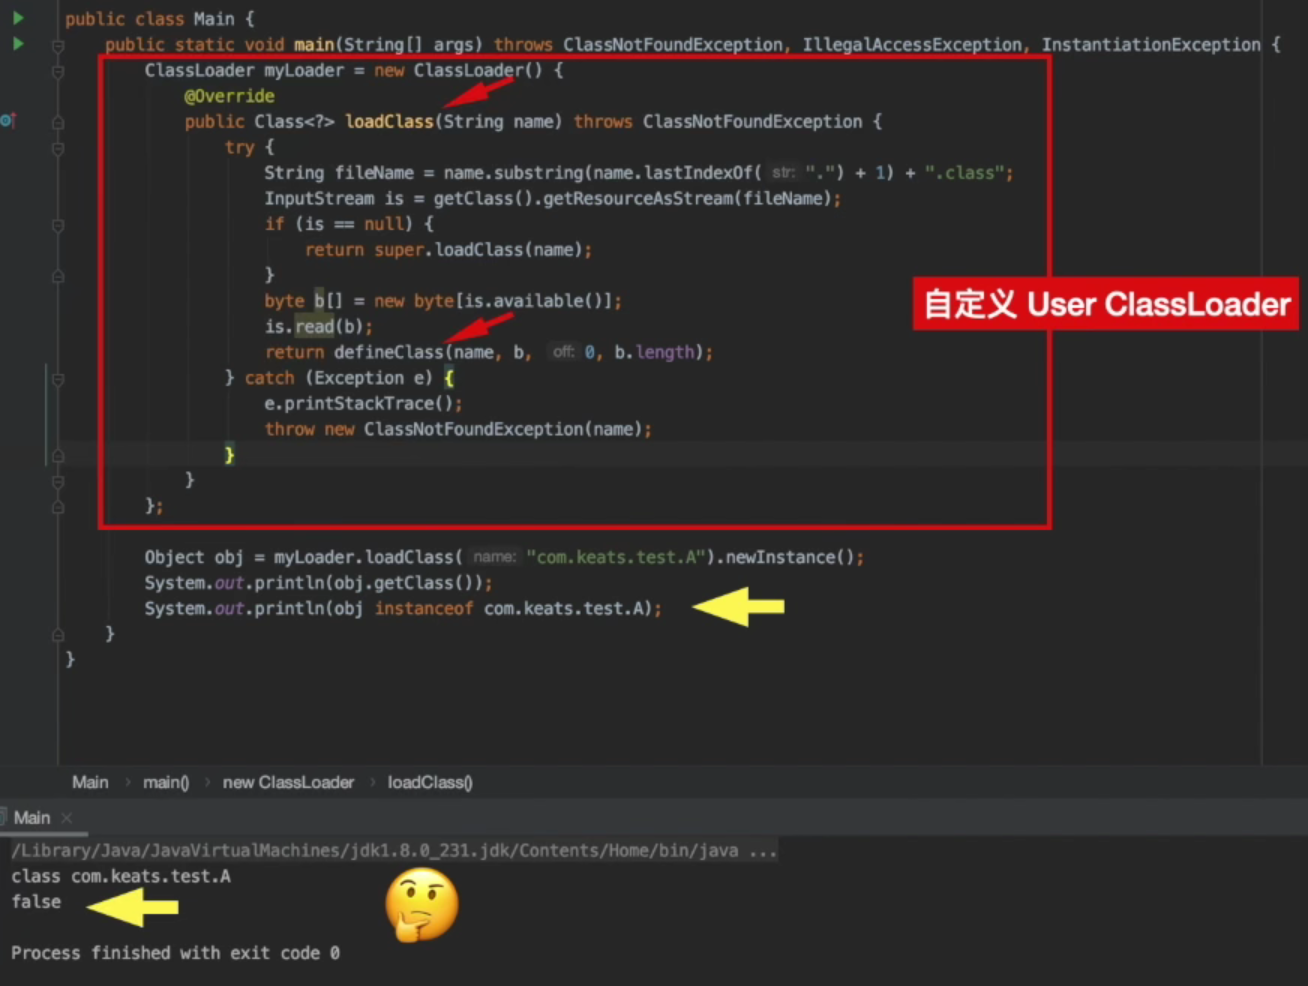 public class Main {
public static void main(String[] args) throws ClassNotFoundException, IllegalAccessException, InstantiationException {
ClassLoader myLoader = new ClassLoader() {
@Override
public Class<?> loadClass(String name) throws ClassNotFoundException {
try {
String fileName = name.substring(name.lastIndexOf( str: ".") + 1) + ".class";
InputStream is = getClass().getResourceAsStream(fileName);
if (is == null) {
return super.loadClass(name);
}
byte b[] = new byte[is.available()];
is.read(b);
return defineClass(name, b, off: 0, b.length);
} catch (Exception e) {
e.printStackTrace();
throw new ClassNotFoundException(name);
}
}
};
自定义 User ClassLoader
Object obj = myLoader.loadClass( name: "com.keats.test.A").newInstance();
System.out.println(obj.getClass());
System.out.println(obj instanceof com.keats.test.A);
}
}
Main › main() › new ClassLoader › loadClass()
Main ×
/Library/Java/JavaVirtualMachines/jdk1.8.0_231.jdk/Contents/Home/bin/java ...
class com.keats.test.A
false
Process finished with exit code 0